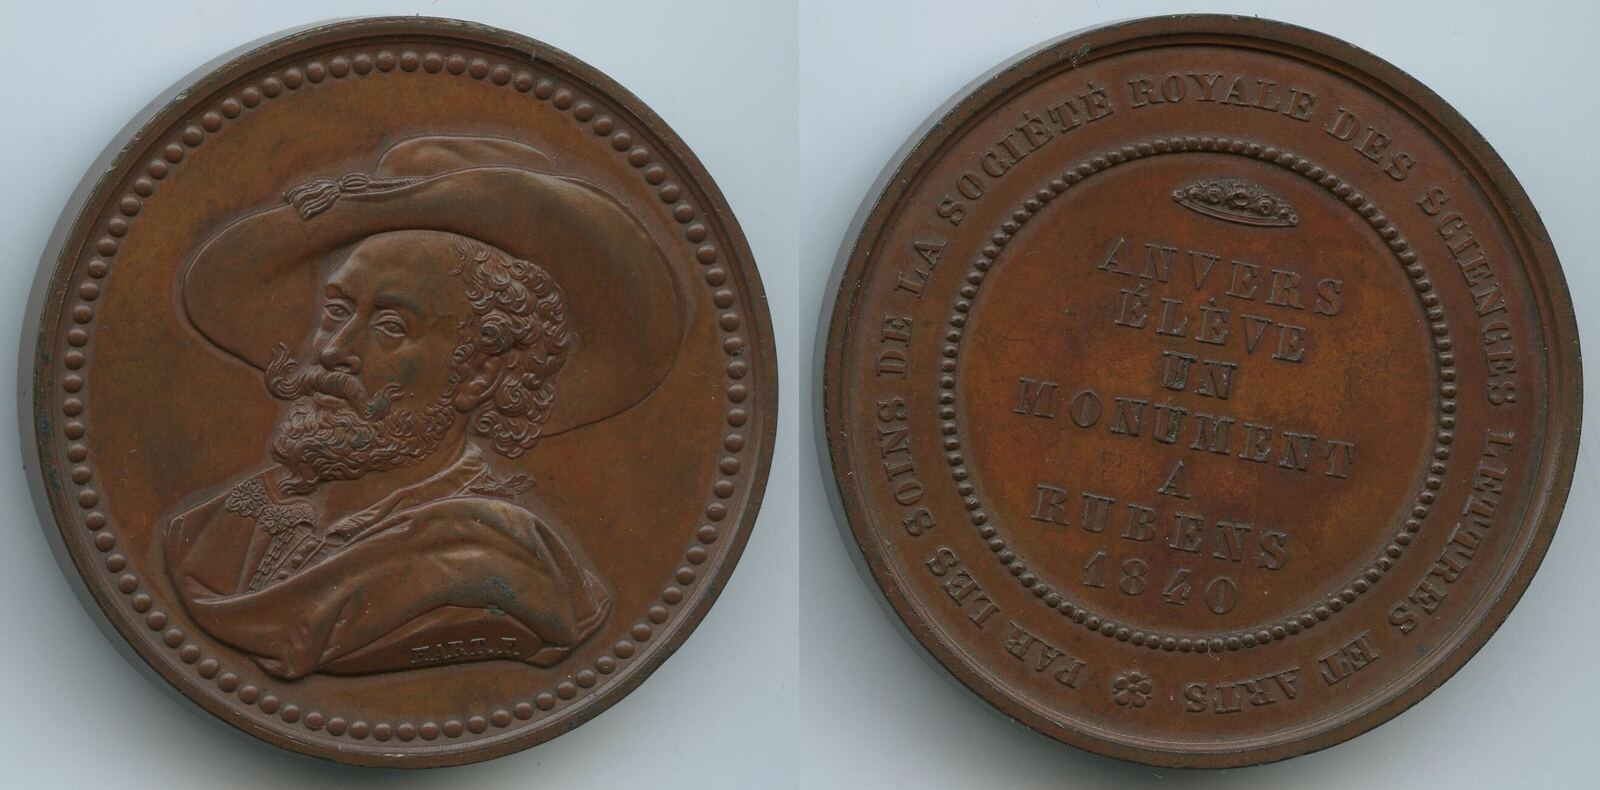 HART. F.
PAR LES SOINS DE LA SOCIÉTÉ ROYALE DES SCIENCES LETTRES ET ARTS
ANVERS
ÉLÈVE
UN
MONUMENT
A
RUBENS
1840